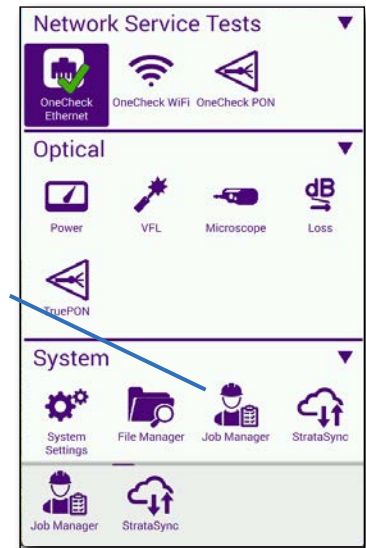 Network Service Tests
OneCheck Ethernet
OneCheck WiFi
OneCheck PON
Optical
Power
VFL
Microscope
dB
Loss
TruePON
System
System Settings
File Manager
Job Manager
StrataSync
Job Manager
StrataSync